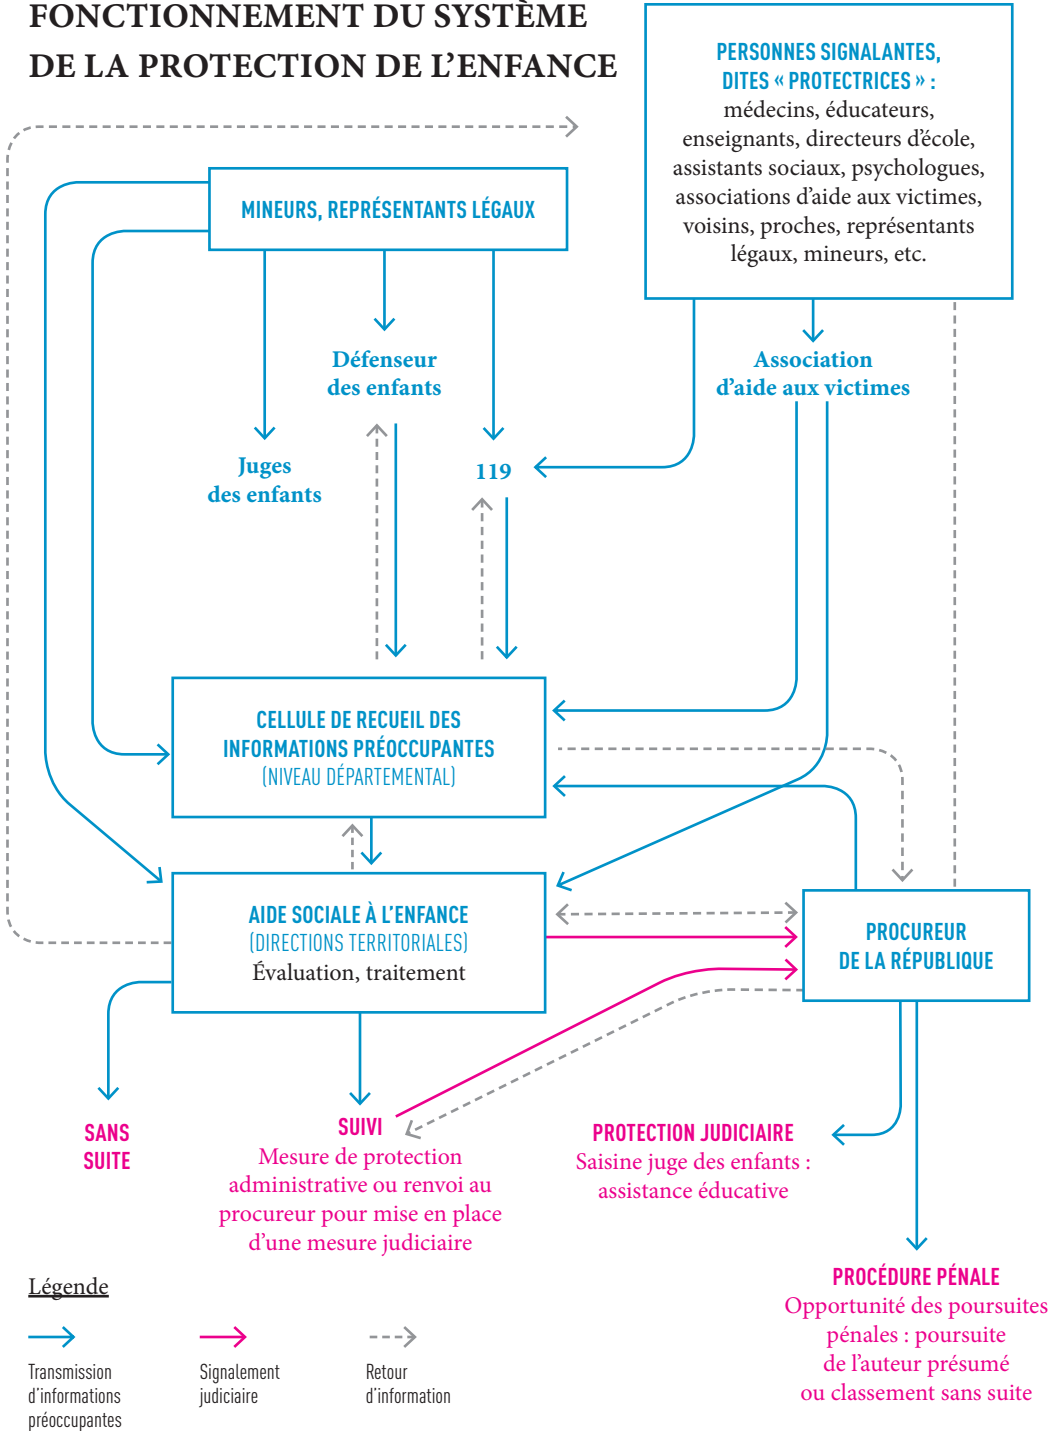 FONCTIONNEMENT DU SYSTÈME
DE LA PROTECTION DE L’ENFANCE
PERSONNES SIGNALANTES,
DITES « PROTECTRICES » :
médecins, éducateurs,
enseignants, directeurs d’école,
assistants sociaux, psychologues,
associations d’aide aux victimes,
voisins, proches, représentants
légaux, mineurs, etc.
MINEURS, REPRÉSENTANTS LÉGAUX
Défenseur
des enfants
Association
d’aide aux victimes
Juges
des enfants
119
CELLULE DE RECUEIL DES
INFORMATIONS PRÉOCCUPANTES
(NIVEAU DÉPARTEMENTAL)
AIDE SOCIALE À L’ENFANCE
(DIRECTIONS TERRITORIALES)
Évaluation, traitement
PROCUREUR
DE LA RÉPUBLIQUE
SANS
SUITE
SUIVI
Mesure de protection
administrative ou renvoi au
procureur pour mise en place
d’une mesure judiciaire
PROTECTION JUDICIAIRE
Saisine juge des enfants :
assistance éducative
PROCÉDURE PÉNALE
Opportunité des poursuites
pénales : poursuite
de l’auteur présumé
ou classement sans suite
Légende
Transmission
d’informations
préoccupantes
Signalement
judiciaire
Retour
d’information